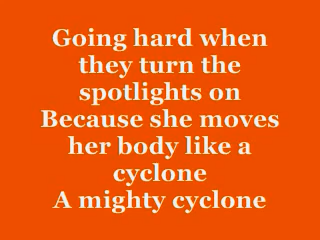 Going hard when
they turn the
spotlights on
Because she moves
her body like a
cyclone
A mighty cyclone